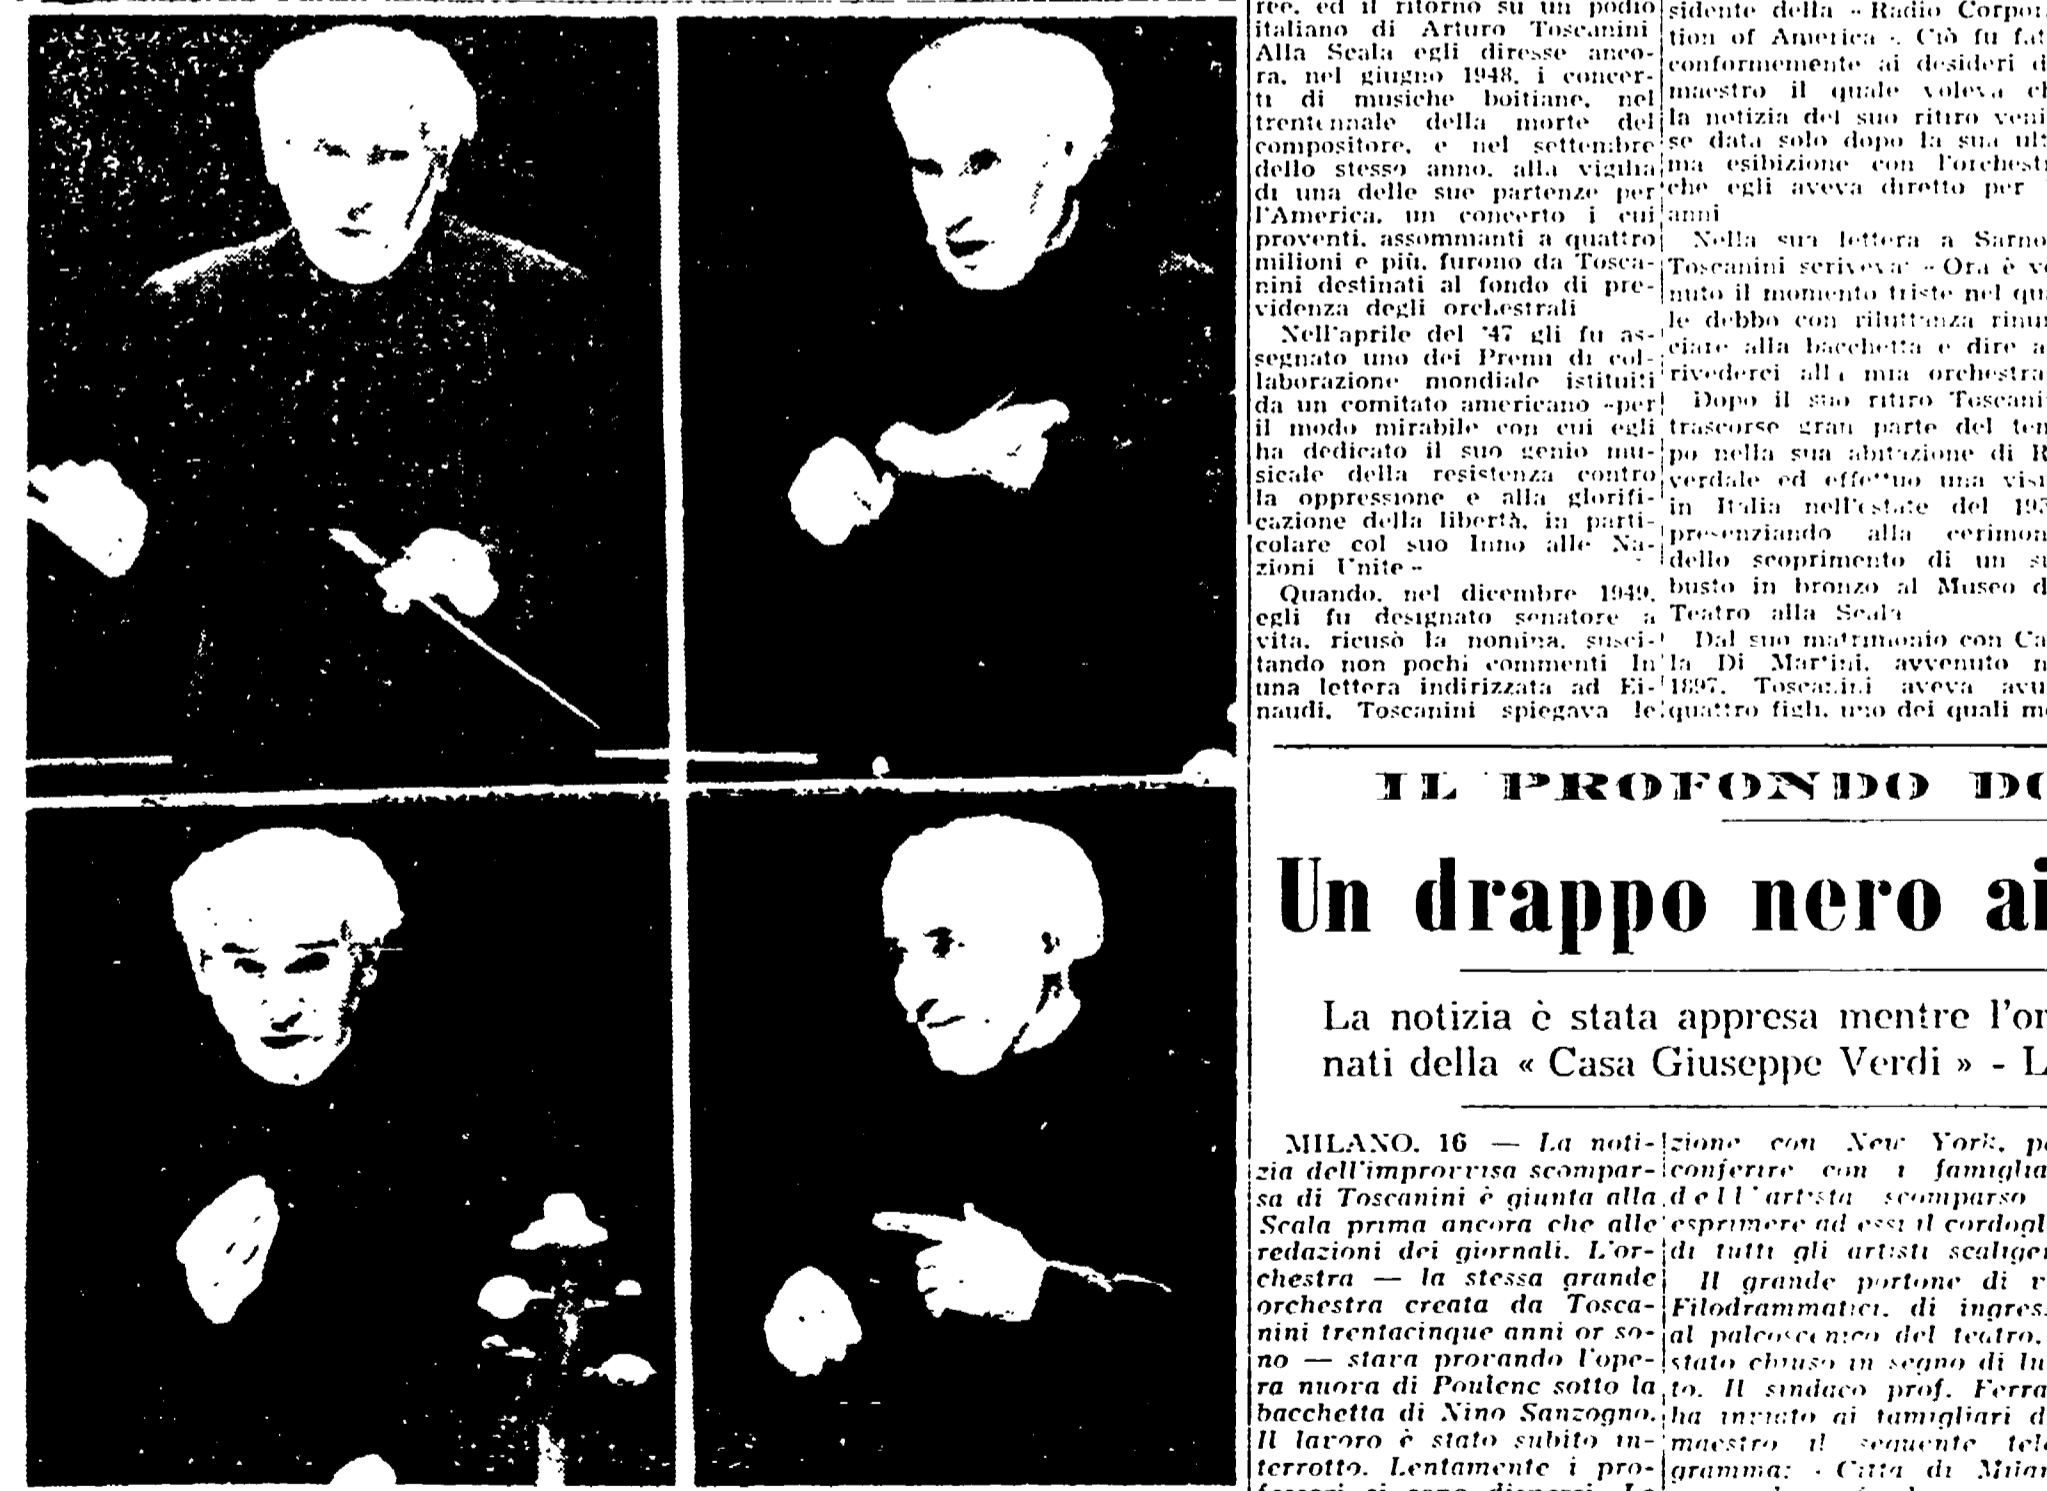 ree, ed il ritorno su un podio
italiano di Arturo Toscanini
Alla Scala egli diresse anco-
ra, nel giugno 1948, i concer-
ti di musiche boitiane, nel
trentennale della morte del
compositore, e nel settembre
dello stesso anno, alla vigilia
di una delle sue partenze per
l'America, un concerto i cui
proventi, assommanti a quattro
milioni e più, furono da Tosca-
nini destinati al fondo di pre-
videnza degli orchestrali
Nell'aprile del '47 gli fu as-
segnato uno dei Premi di col-
laborazione mondiale istituiti
da un comitato americano «per
il modo mirabile con cui egli
ha dedicato il suo genio mu-
sicale della resistenza contro
la oppressione e alla glorifi-
cazione della libertà, in parti-
colare col suo Inno alle Na-
zioni Unite»
Quando, nel dicembre 1949,
egli fu designato senatore a
vita, ricusò la nomina, susci-
tando non pochi commenti In
una lettera indirizzata ad Ei-
naudi, Toscanini spiegava le
sidente della «Radio Corpora
tion of America». Ciò fu fat
conformemente ai desideri d
maestro il quale voleva ch
la notizia del suo ritiro veni
se data solo dopo la sua ult
ma esibizione con l'orchestr
che egli aveva diretto per
anni
Nella sua lettera a Sarno
Toscanini scriveva: «Ora è ve
nuto il momento triste nel qua
le debbo con riluttanza rinun
ciare alla bacchetta e dire a
rivederci alla mia orchestra
Dopo il suo ritiro Toscani
trascorse gran parte del tem
po nella sua abitazione di R
verdale ed effettuò una visi
in Italia nell'estate del 195
presenziando alla cerimon
dello scoprimento di un su
busto in bronzo al Museo d
Teatro alla Scala
Dal suo matrimonio con Ca
la Di Martini, avvenuto n
1897, Toscanini aveva avu
quattro figli, uno dei quali mo
IL PROFONDO DO
Un drappo nero ai
La notizia è stata appresa mentre l'or
nati della « Casa Giuseppe Verdi » - L
MILANO, 16 — La noti-
zia dell'improvvisa scompar-
sa di Toscanini è giunta alla
Scala prima ancora che alle
redazioni dei giornali. L'or-
chestra — la stessa grande
orchestra creata da Tosca-
nini trentacinque anni or so-
no — stava provando l'ope-
ra nuova di Poulenc sotto la
bacchetta di Nino Sanzogno.
Il lavoro è stato subito in-
terrotto. Lentamente i pro-
fessori si sono dispersi. La
zione con New York, pe
conferire con i famiglia
dell'artista scomparso
esprimere ad essi il cordogl
di tutti gli artisti scaliger
Il grande portone di v
Filodrammatici, di ingress
al palcoscenico del teatro,
stato chiuso in segno di lu
to. Il sindaco prof. Ferra
ha inviato ai famigliari d
maestro il seguente tele
gramma: «Città di Milan